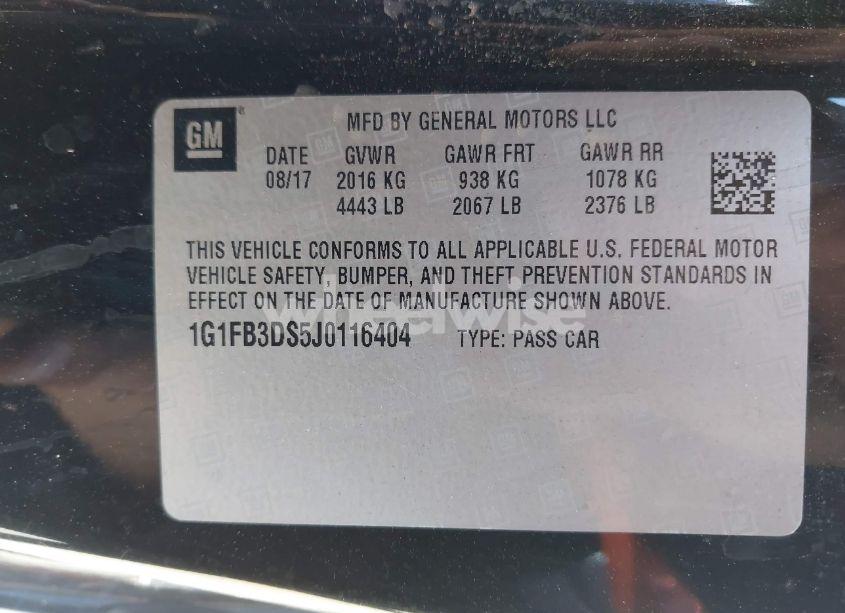 GM
MFD BY GENERAL MOTORS LLC
DATE GVWR GAWR FRT GAWR RR
08/17 2016 KG 938 KG 1078 KG
4443 LB 2067 LB 2376 LB
THIS VEHICLE CONFORMS TO ALL APPLICABLE U.S. FEDERAL MOTOR
VEHICLE SAFETY, BUMPER, AND THEFT PREVENTION STANDARDS IN
EFFECT ON THE DATE OF MANUFACTURE SHOWN ABOVE.
wheelwise
1G1FB3DS5J0116404 TYPE: PASS CAR